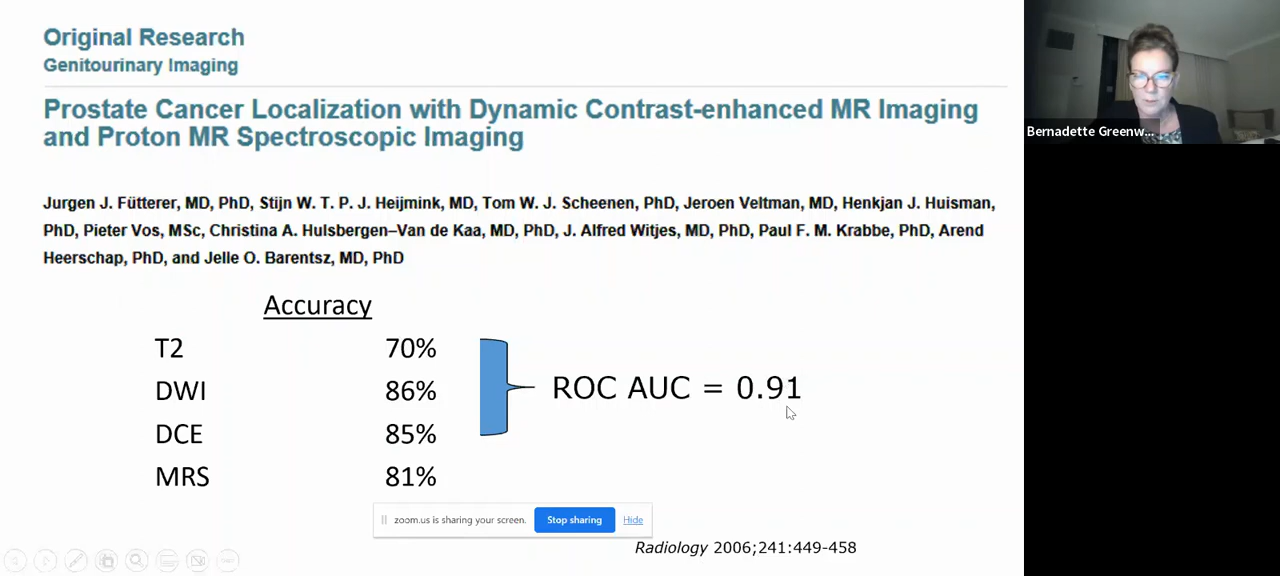 Original Research
Genitourinary Imaging
Prostate Cancer Localization with Dynamic Contrast-enhanced MR Imaging
and Proton MR Spectroscopic Imaging
Jurgen J. Fütterer, MD, PhD, Stijn W. T. P. J. Heijmink, MD, Tom W. J. Scheenen, PhD, Jeroen Veltman, MD, Henkjan J. Huisman,
PhD, Pieter Vos, MSc, Christina A. Hulsbergen–Van de Kaa, MD, PhD, J. Alfred Witjes, MD, PhD, Paul F. M. Krabbe, PhD, Arend
Heerschap, PhD, and Jelle O. Barentsz, MD, PhD
Accuracy
T2 70%
DWI 86%
DCE 85%
MRS 81%
ROC AUC = 0.91
zoom.us is sharing your screen. Stop sharing Hide
Radiology 2006;241:449-458
Bernadette Greenw...